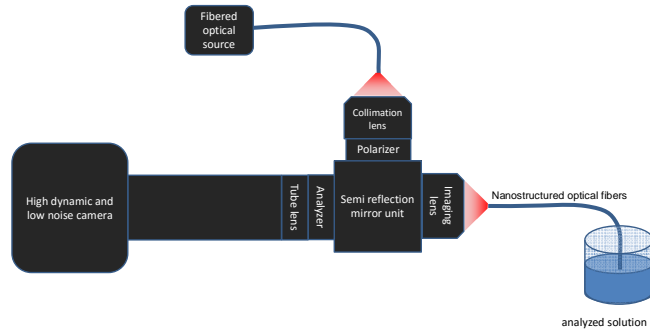 Fibered
optical
source
Collimation
lens
Polarizer
High dynamic and
low noise camera
Tube lens
Analyzer
Semi reflection
mirror unit
Imaging
lens
Nanostructured optical fibers
analyzed solution